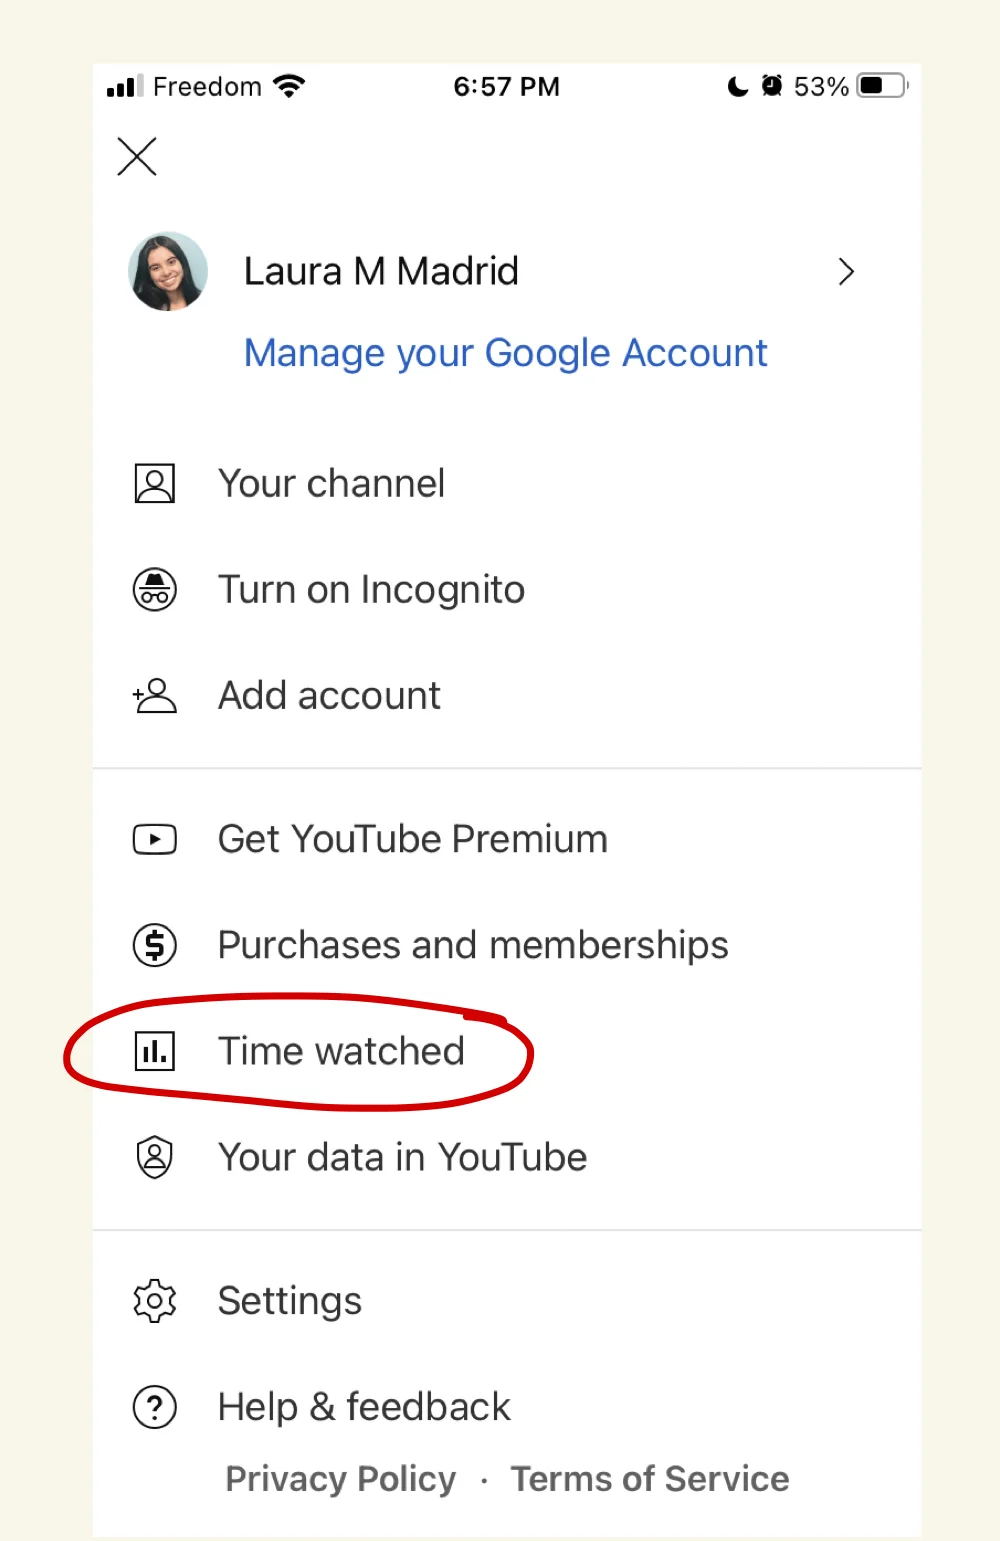 Freedom 6:57 PM 53%
Laura M Madrid
Manage your Google Account
Your channel
Turn on Incognito
Add account
Get YouTube Premium
Purchases and memberships
Time watched
Your data in YouTube
Settings
Help & feedback
Privacy Policy · Terms of Service